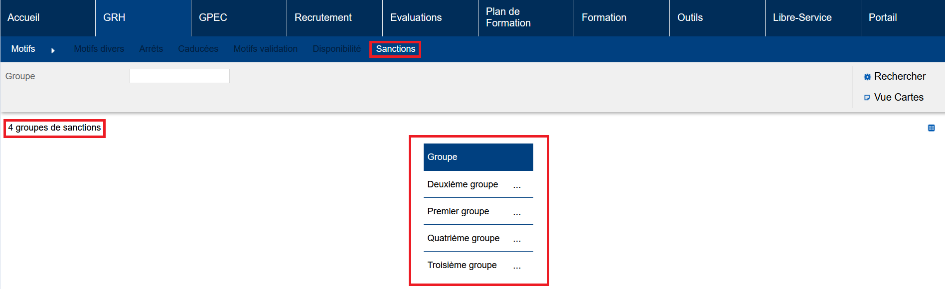 Accueil GRH GPEC Recrutement Evaluations Plan de Formation Formation Outils Libre-Service Portail
Motifs Motifs divers Arrêts Caducées Motifs validation Disponibilité Sanctions
Groupe
Rechercher
Vue Cartes
4 groupes de sanctions
Groupe
Deuxième groupe ...
Premier groupe ...
Quatrième groupe ...
Troisième groupe ...